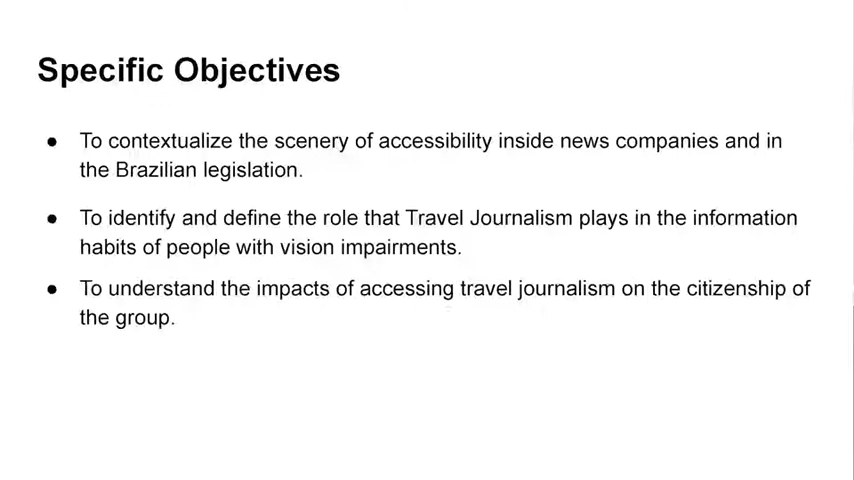 Specific Objectives
● To contextualize the scenery of accessibility inside news companies and in
the Brazilian legislation.
● To identify and define the role that Travel Journalism plays in the information
habits of people with vision impairments.
● To understand the impacts of accessing travel journalism on the citizenship of
the group.